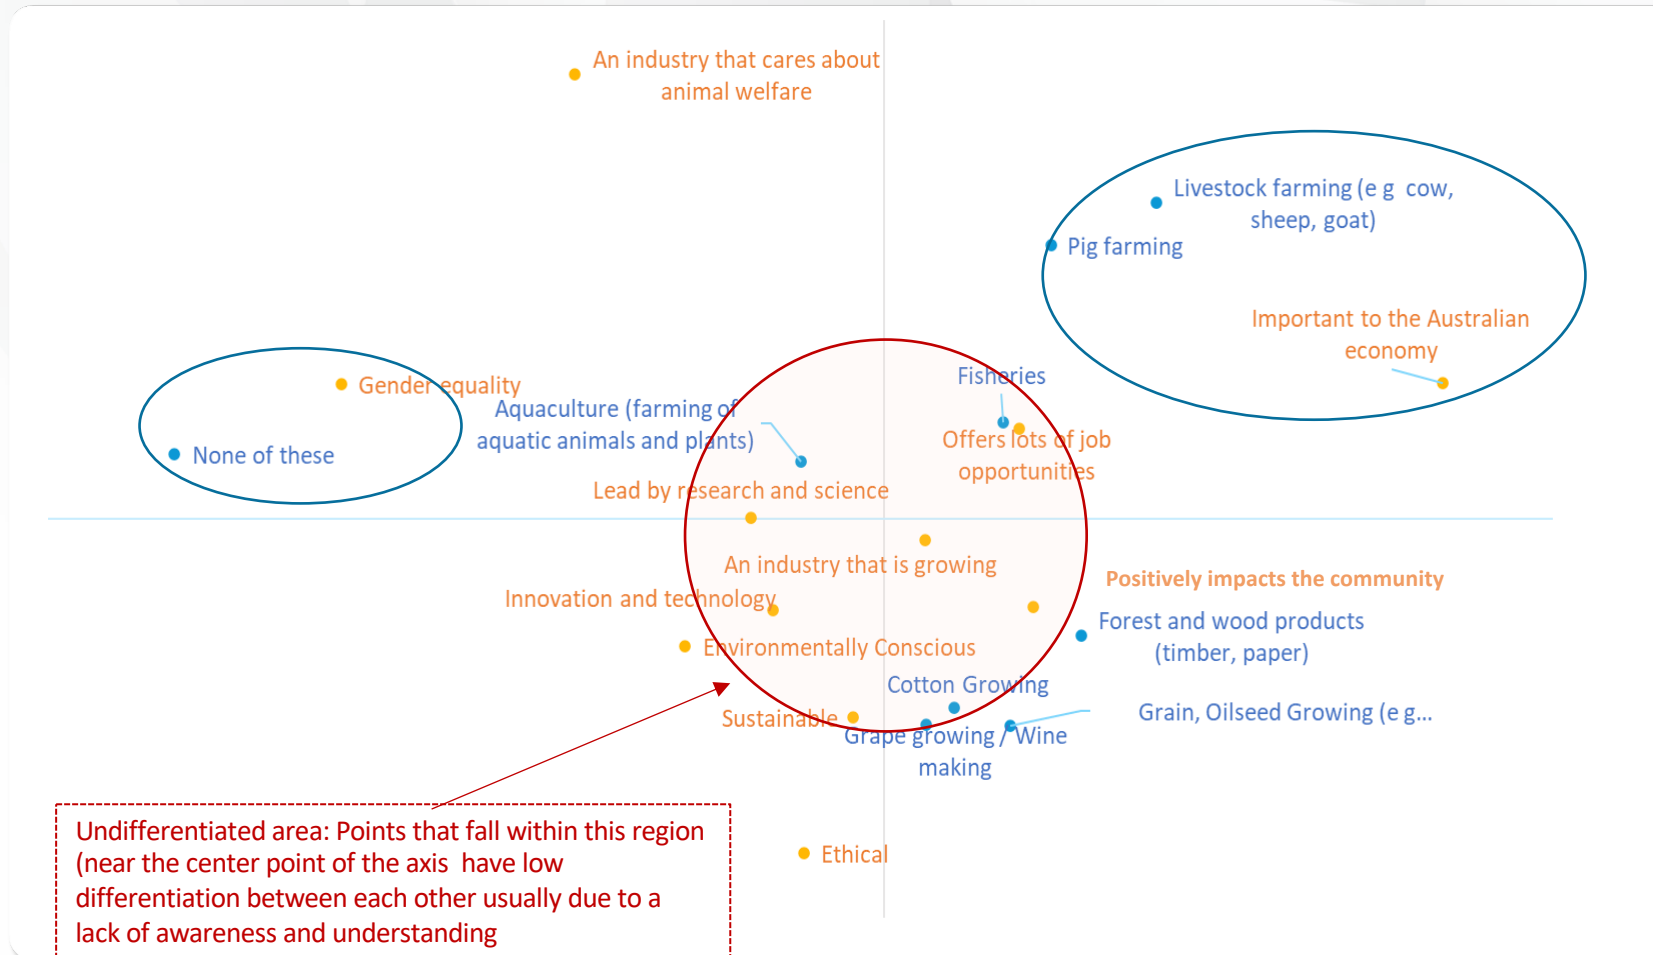 An industry that cares about
animal welfare
Livestock farming (e g  cow,
sheep, goat)
Pig farming
Important to the Australian
economy
Fisheries
Gender equality
Aquaculture (farming of
aquatic animals and plants)
Offers lots of job
opportunities
None of these
Lead by research and science
An industry that is growing
Positively impacts the community
Innovation and technology
Forest and wood products
(timber, paper)
Environmentally Conscious
Cotton Growing
Grain, Oilseed Growing (e g...
Sustainable
Grape growing / Wine
making
Ethical
Undifferentiated area: Points that fall within this region
(near the center point of the axis  have low
differentiation between each other usually due to a
lack of awareness and understanding